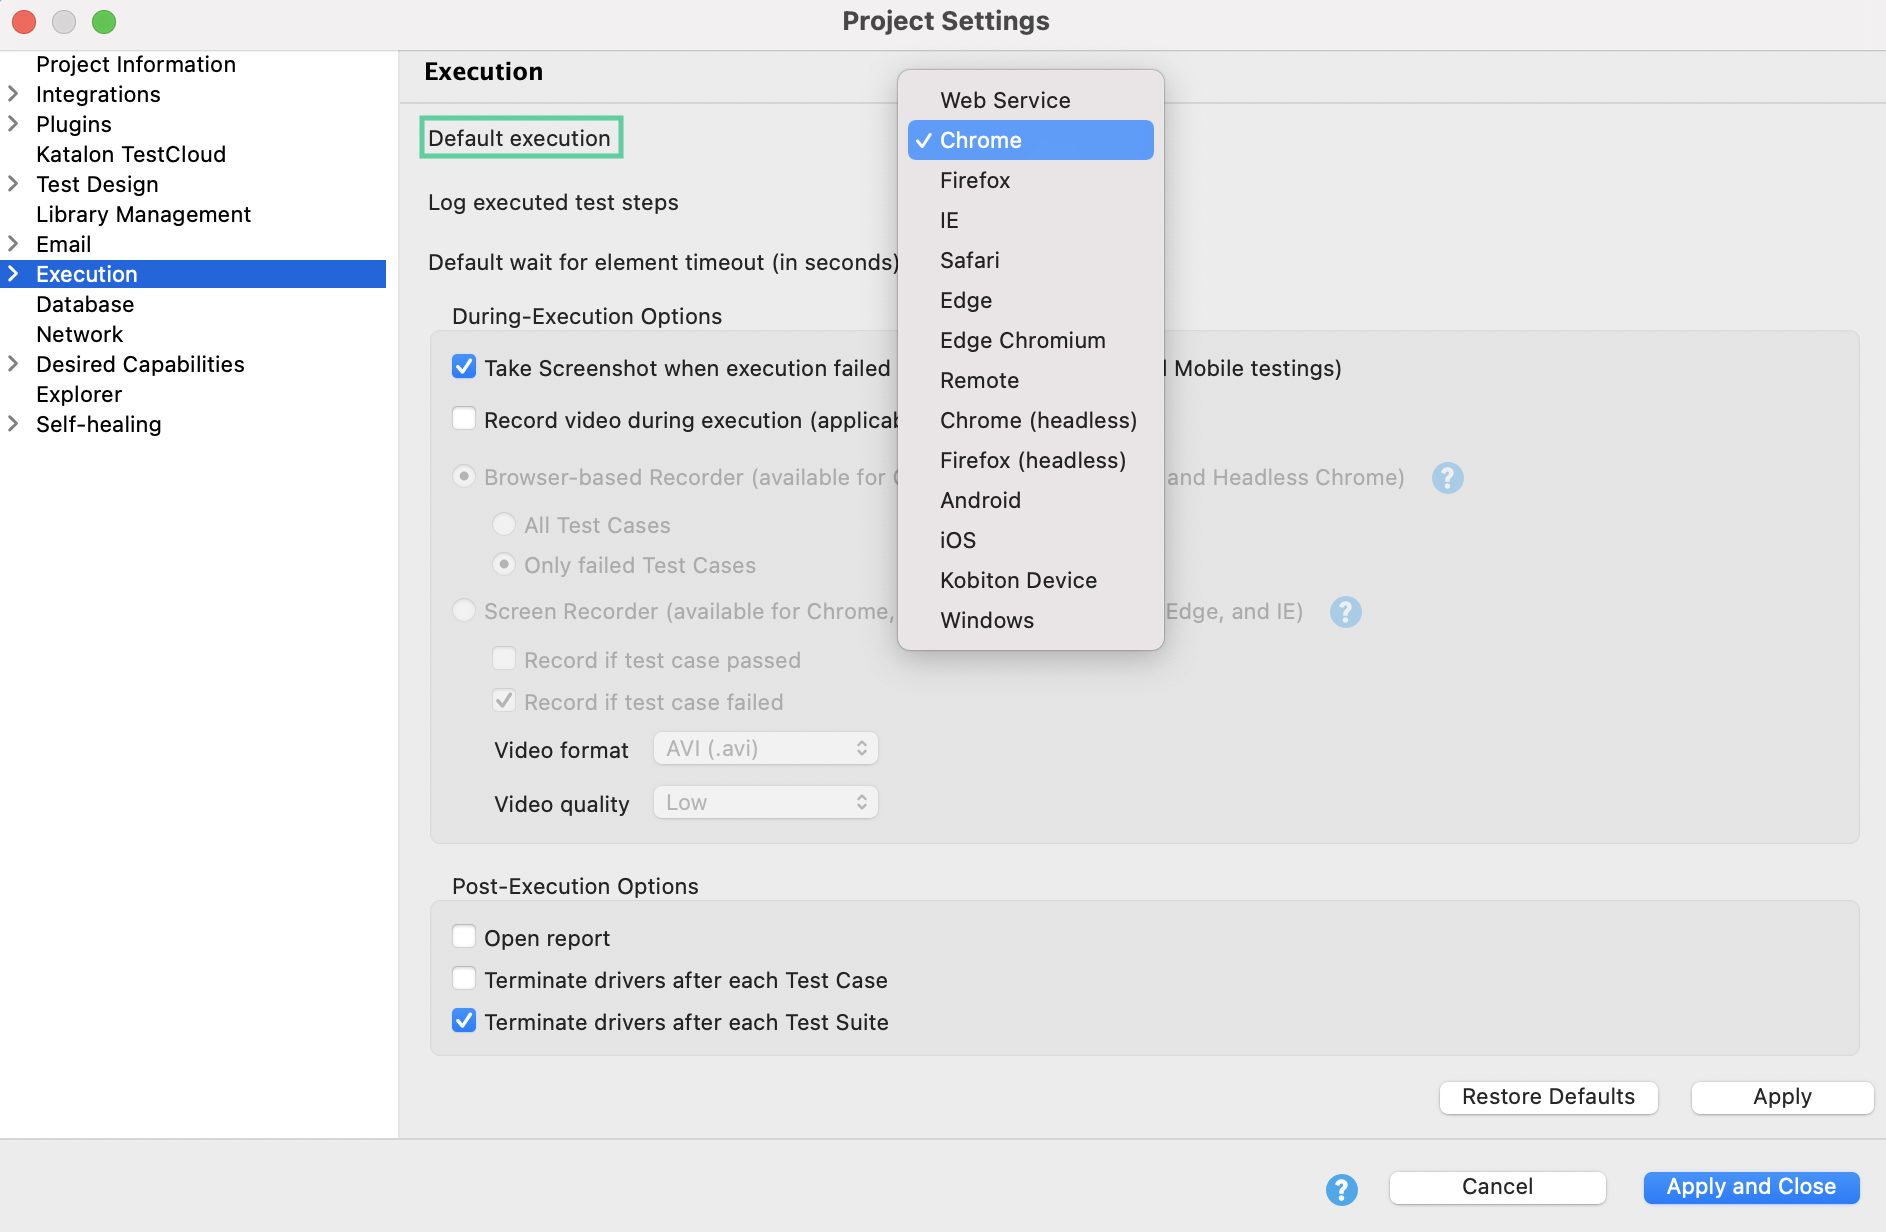 Project Settings
Project Information
Integrations
Plugins
Katalon TestCloud
Test Design
Library Management
Email
Execution
Database
Network
Desired Capabilities
Explorer
Self-healing
Execution
Default execution
Log executed test steps
Default wait for element timeout (in seconds)
Web Service
Chrome
Firefox
IE
Safari
Edge
Edge Chromium
Remote
Chrome (headless)
Firefox (headless)
Android
iOS
Kobiton Device
Windows
During-Execution Options
Take Screenshot when execution failed Mobile testings)
Record video during execution
Browser-based Recorder (available for and Headless Chrome) ?
All Test Cases
Only failed Test Cases
Screen Recorder (available for Chrome, Edge, and IE) ?
Record if test case passed
Record if test case failed
Video format AVI (.avi)
Video quality Low
Post-Execution Options
Open report
Terminate drivers after each Test Case
Terminate drivers after each Test Suite
Restore Defaults Apply
? Cancel Apply and Close